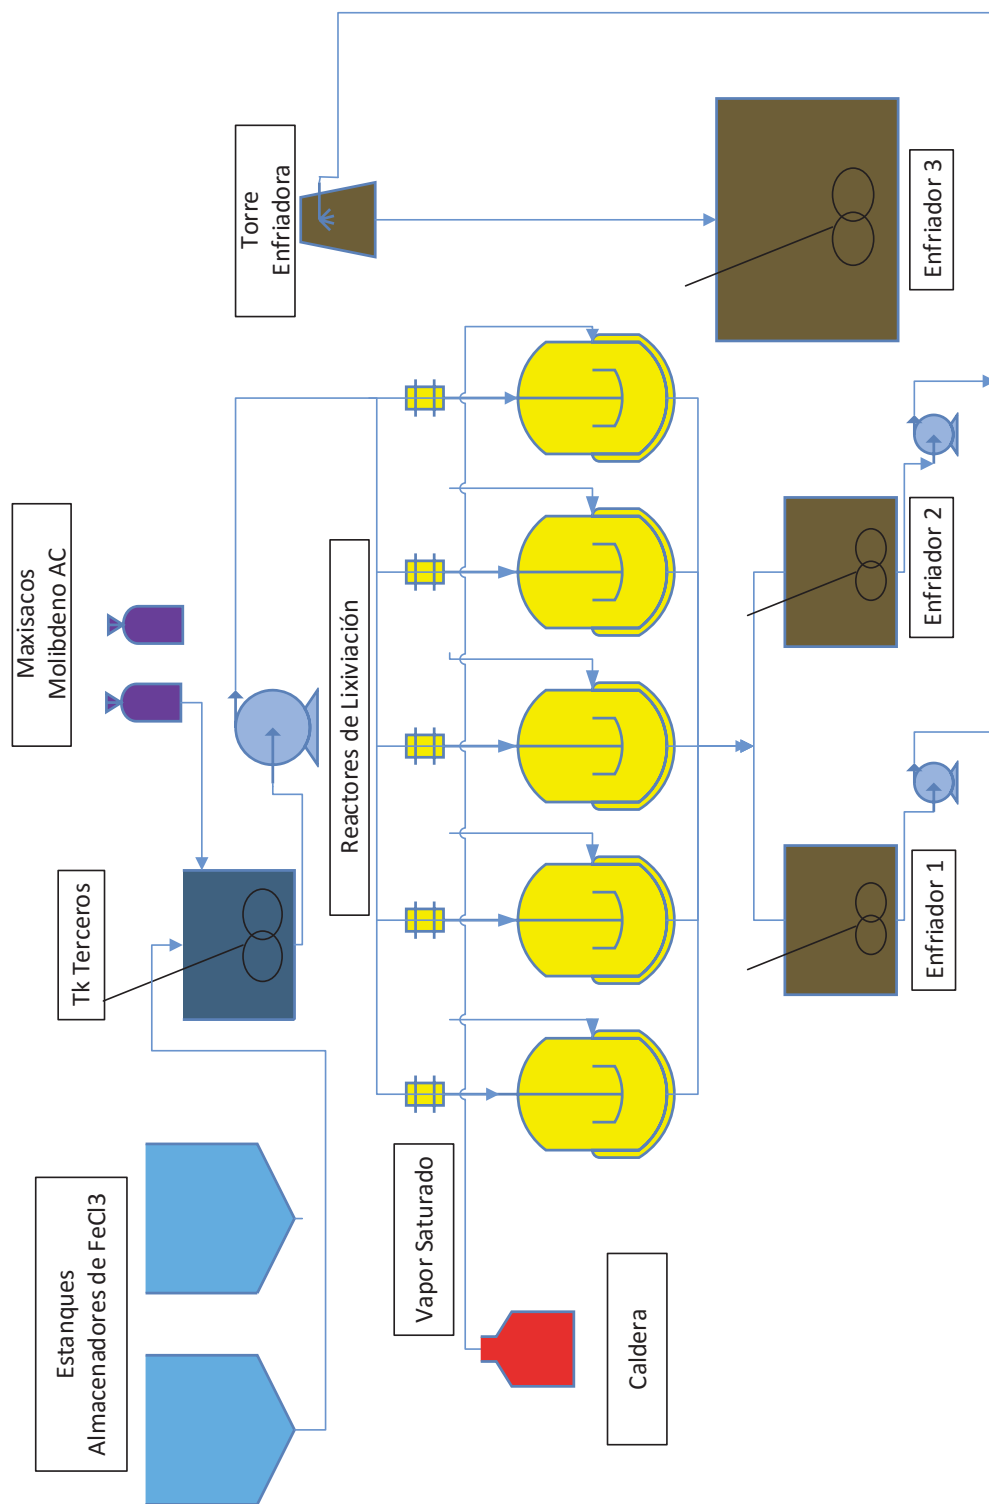 Estanques
Almacenadores de FeCl3
Tk Terceros
Maxisacos
Molibdeno AC
Torre
Enfriadora
Vapor Saturado
Reactores de Lixiviación
Caldera
Enfriador 1
Enfriador 2
Enfriador 3